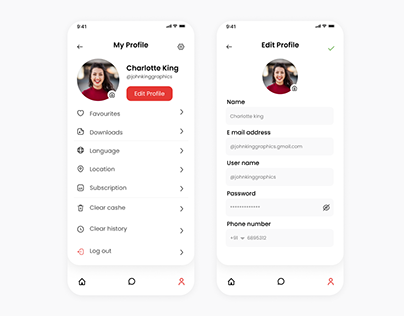 9:41
My Profile
Charlotte King
@johnkinggraphics
Edit Profile
Favourites
Downloads
Language
Location
Subscription
Clear cashe
Clear history
Log out
9:41
Edit Profile
Name
Charlotte king
E mail address
@johnkinggraphics.gmail.com
User name
@johnkinggraphics
Password
*************
Phone number
+91 6895312